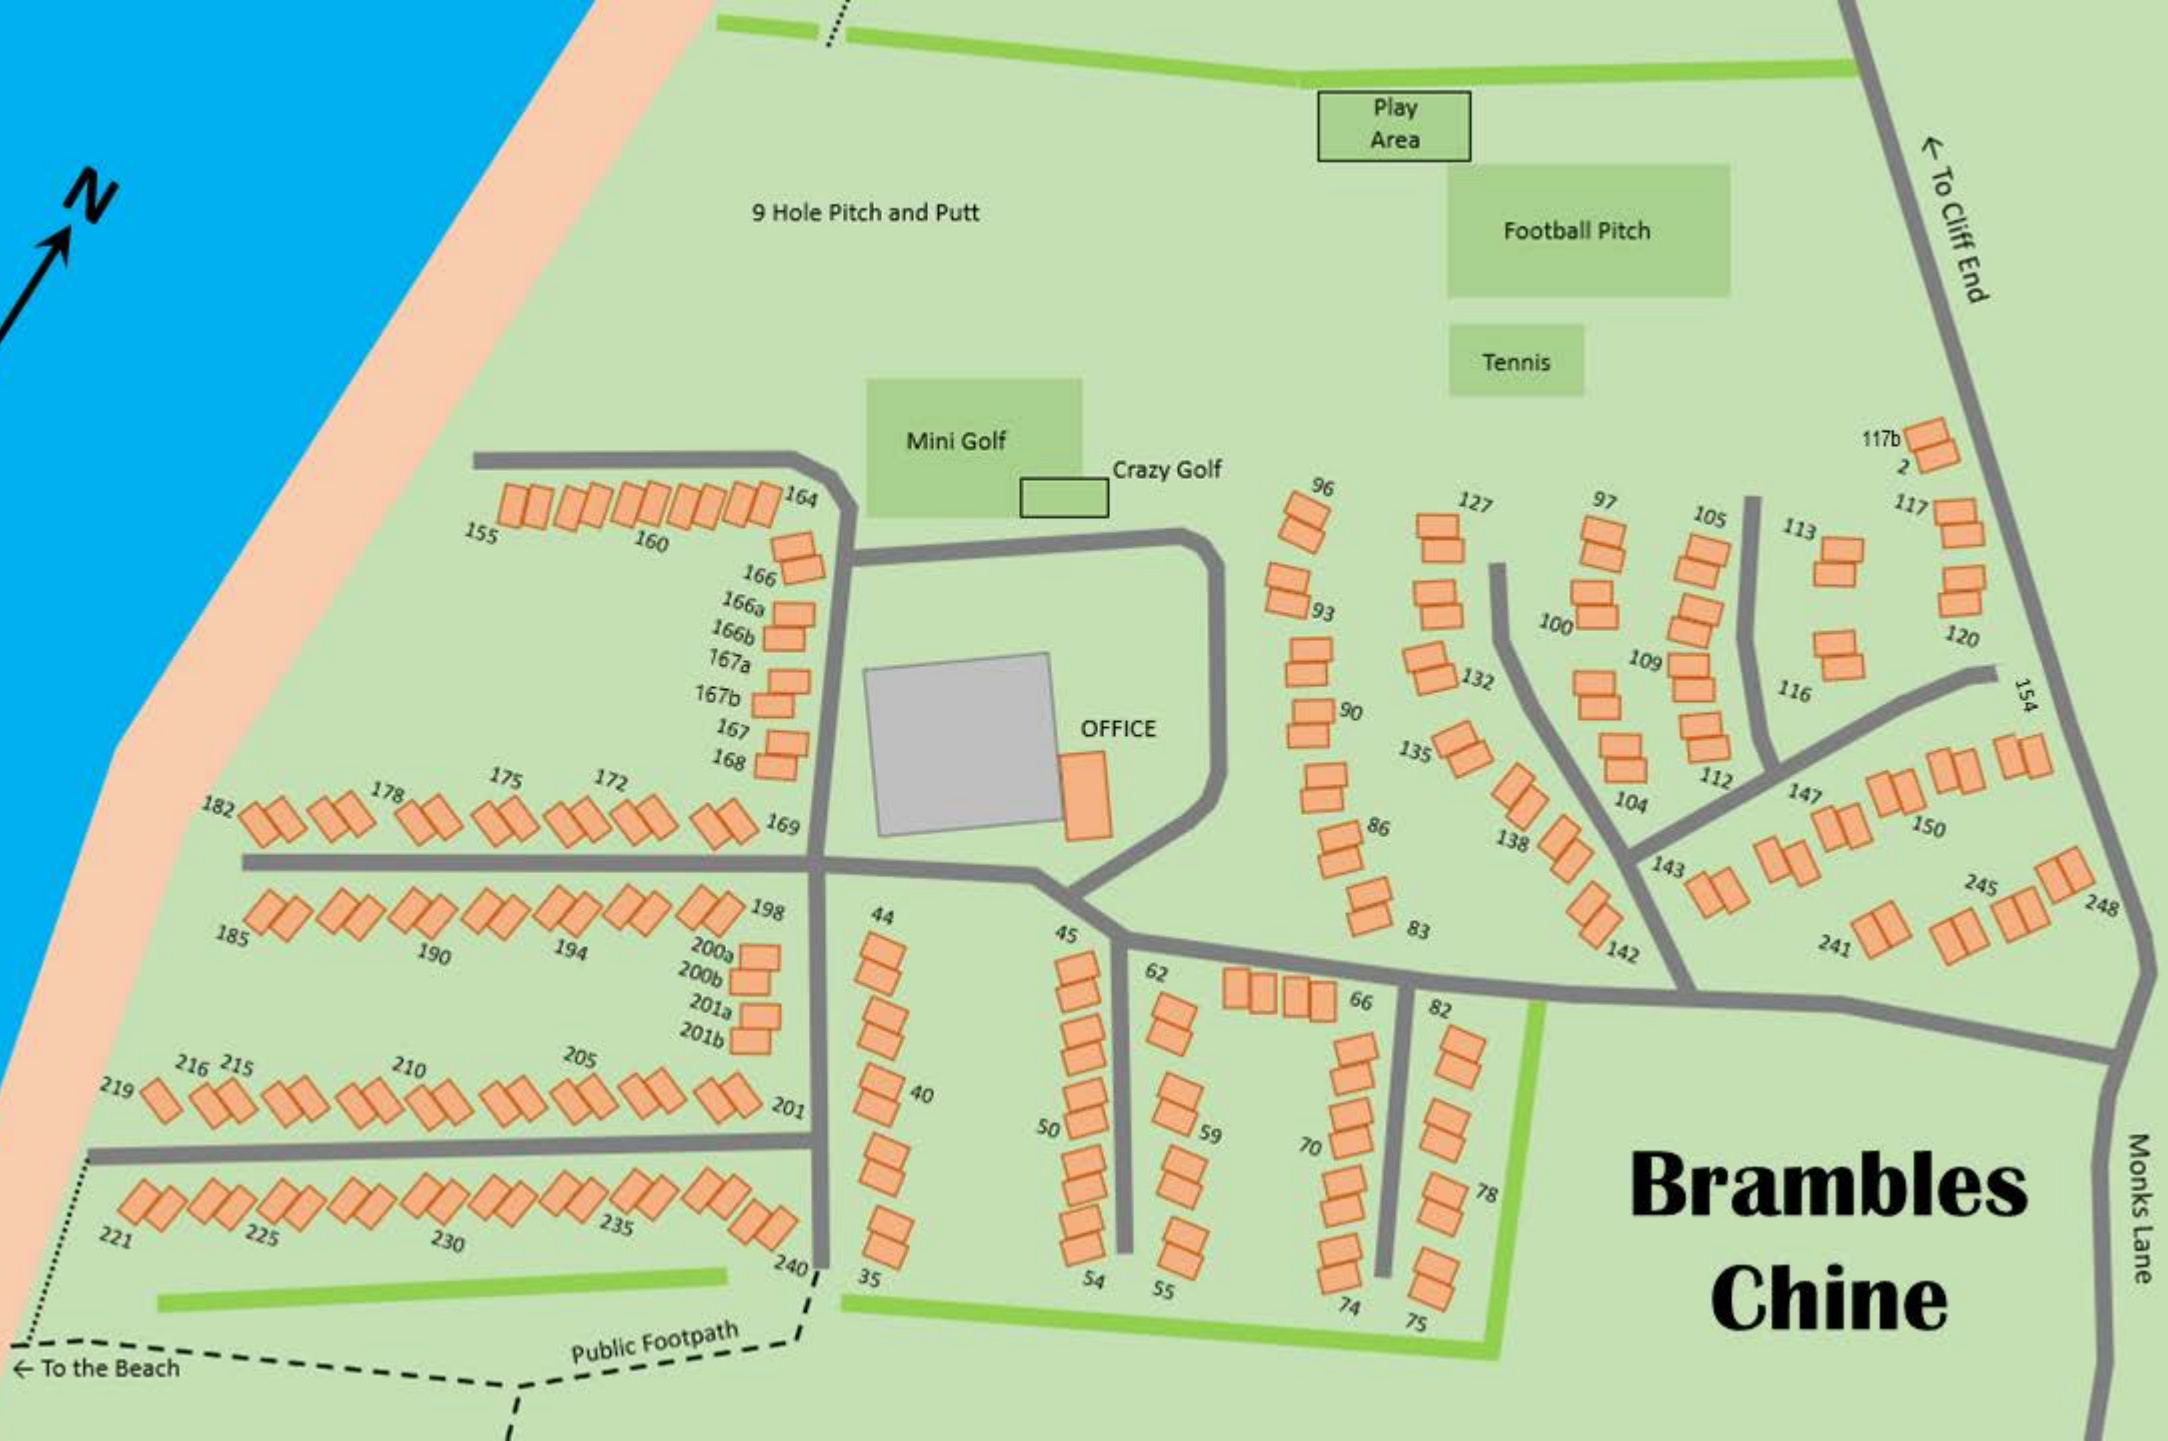 N
Play
Area
9 Hole Pitch and Putt
Football Pitch
← To Cliff End
Tennis
Mini Golf
Crazy Golf
117b
2
117
120
96
127
97
105
113
164
155
160
166
166a
166b
167a
167b
167
168
93
100
109
132
116
154
90
OFFICE
135
112
104
147
182
178
175
172
169
86
138
150
143
185
190
194
198
200a
200b
201a
201b
44
45
83
142
241
245
248
62
66
82
219
216
215
210
205
201
40
50
59
70
78
221
225
230
235
240
35
54
55
74
75
Brambles
Chine
Monks Lane
Public Footpath
← To the Beach